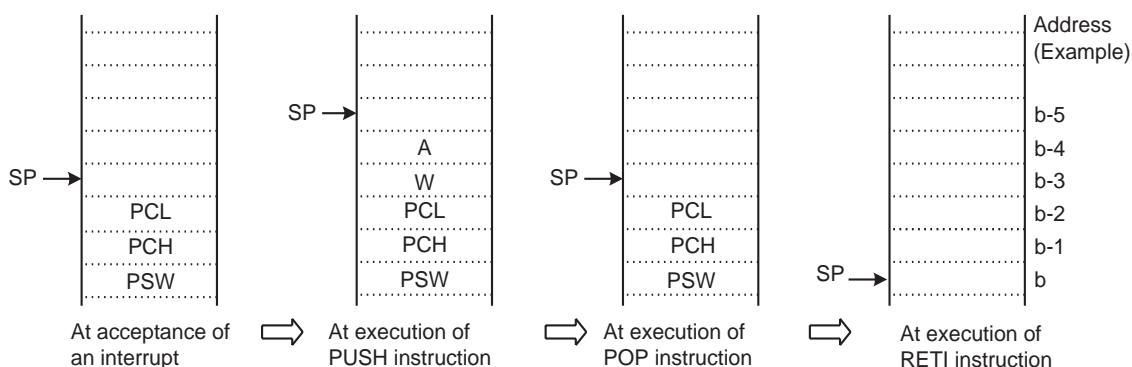 Address
(Example)
SP
b-5
A
b-4
SP
W
SP
b-3
PCL
PCL
PCL
b-2
PCH
PCH
PCH
b-1
PSW
PSW
PSW
SP
b
At acceptance of
an interrupt
At execution of
PUSH instruction
At execution of
POP instruction
At execution of
RETI instruction